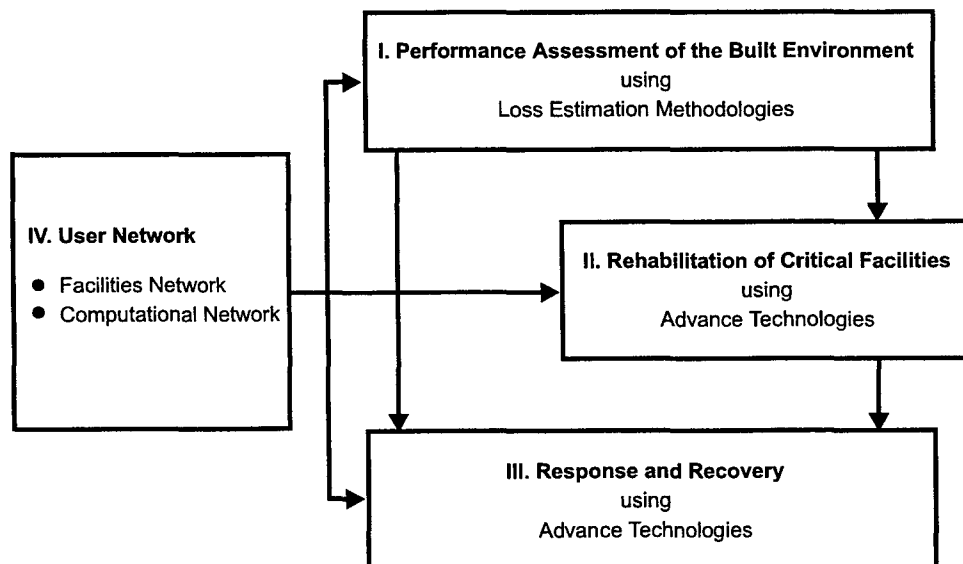 I. Performance Assessment of the Built Environment
using
Loss Estimation Methodologies
IV. User Network
● Facilities Network
● Computational Network
II. Rehabilitation of Critical Facilities
using
Advance Technologies
III. Response and Recovery
using
Advance Technologies